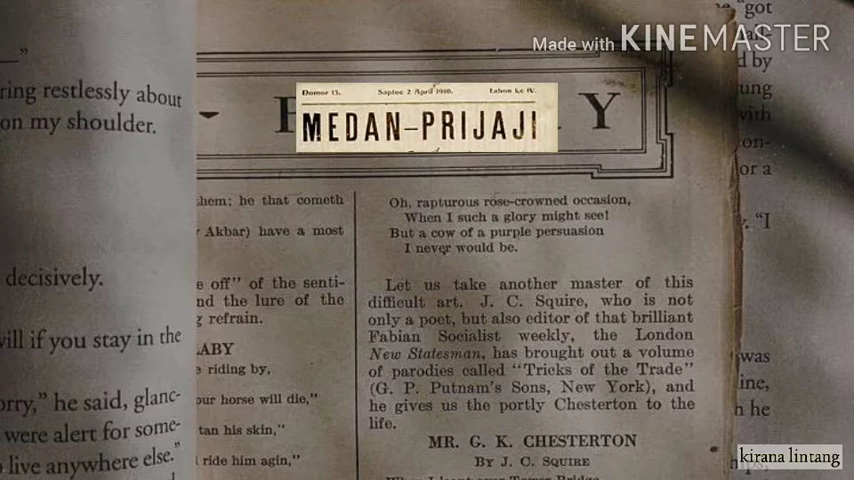 Made with KINEMASTER
"
ring restlessly about
on my shoulder.
decisively.
will if you stay in the
orry," he said, glanc-
were alert for some-
live anywhere else."
Saptoe 2 April 1910.
MEDAN-PRIJAJI
Y
hem; he that cometh
Akbar) have a most
e off" of the senti-
nd the lure of the
g refrain.
ABY
e riding by,
our horse will die,"
tan his skin,"
l ride him agin,"
Oh, rapturous rose-crowned occasion,
When I such a glory might see!
But a cow of a purple persuasion
I never would be.
Let us take another master of this
difficult art. J. C. Squire, who is not
only a poet, but also editor of that brilliant
Fabian Socialist weekly, the London
New Statesman, has brought out a volume
of parodies called "Tricks of the Trade"
(G. P. Putnam's Sons, New York), and
he gives us the portly Chesterton to the
life.
MR. G. K. CHESTERTON
BY J. C. SQUIRE
"got
d by
ung
with
on-
or a
. "I
was
ine,
h he
kirana lintang